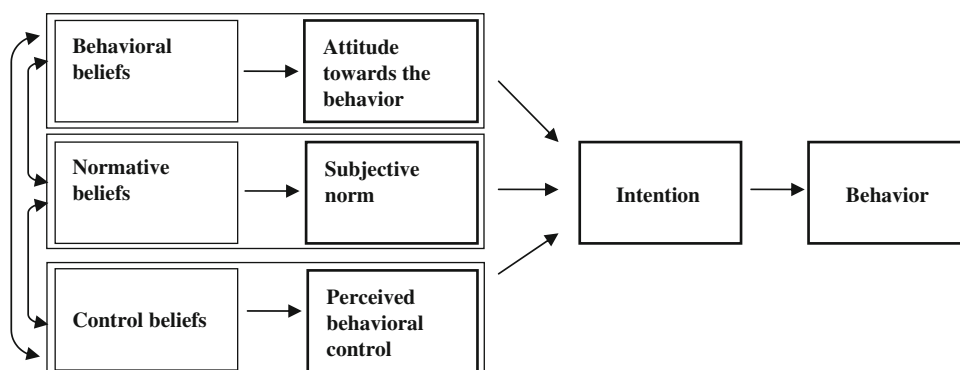 Behavioral
beliefs
Attitude
towards the
behavior
Normative
beliefs
Subjective
norm
Intention
Behavior
Control beliefs
Perceived
behavioral
control